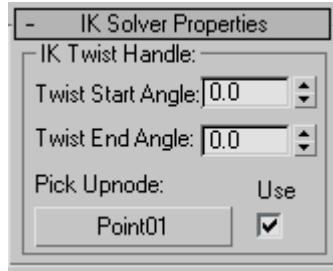 - IK Solver Properties
IK Twist Handle:
Twist Start Angle: 0.0
Twist End Angle: 0.0
Pick Upnode: Use
Point01